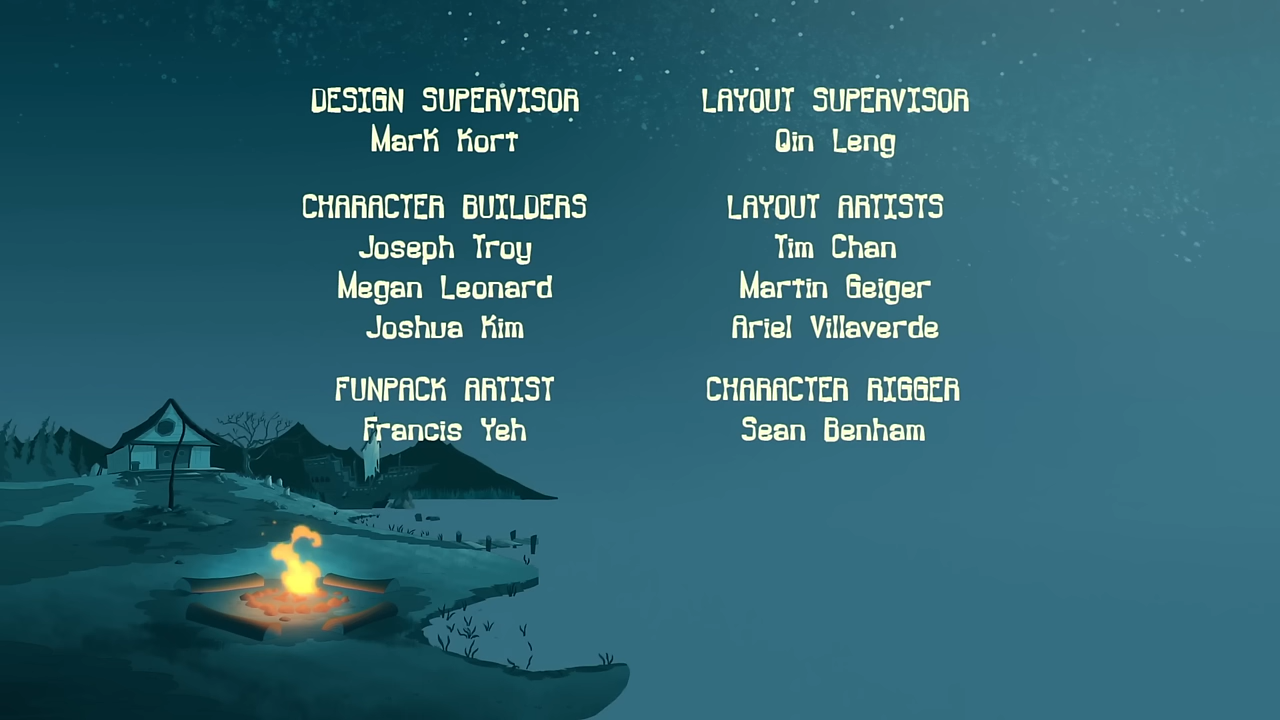 DESIGN SUPERVISOR
Mark Kort
CHARACTER BUILDERS
Joseph Troy
Megan Leonard
Joshua Kim
FUNPACK ARTIST
Francis Yeh
LAYOUT SUPERVISOR
Qin Leng
LAYOUT ARTISTS
Tim Chan
Martin Geiger
Ariel Villaverde
CHARACTER RIGGER
Sean Benham